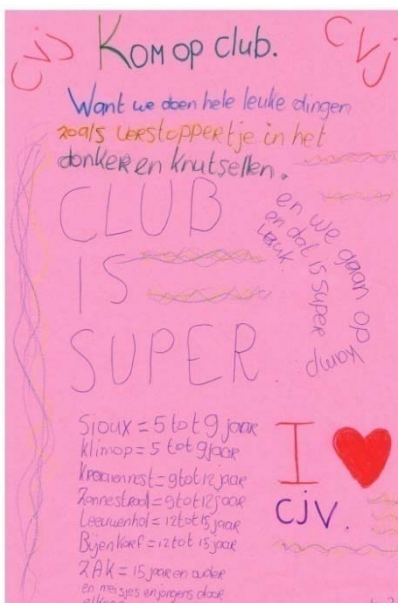 CVJ
Kom op club.
CVJ
Want we doen hele leuke dingen
zoals verstoppertje in het
donker en knutsellen.
CLUB
IS
SUPER.
en we gaan op kamp
en dat is super
leuk.
Sioux = 5 tot 9 jaar
Klimop = 5 tot 9 jaar
Kraaiennest = 9 tot 12 jaar
Zonnestraal = 9 tot 12 jaar
Leeuwenhol = 12 tot 15 jaar
Bijenkorf = 12 tot 15 jaar
ZAK = 15 jaar en ouder
en meisjes en jongens door
I
CJV.